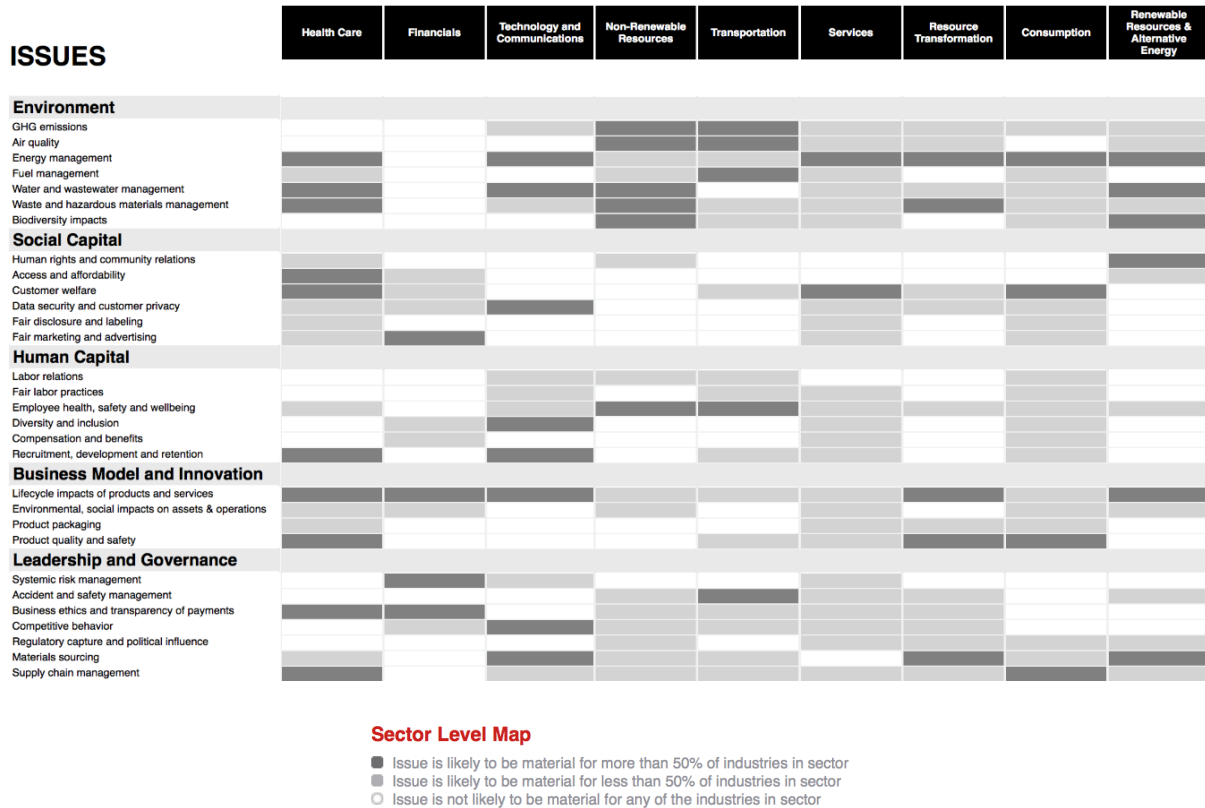 ISSUES
Health Care
Financials
Technology and
Communications
Non-Renewable
Resources
Transportation
Services
Resource
Transformation
Consumption
Renewable
Resources &
Alternative
Energy
Environment
GHG emissions
Air quality
Energy management
Fuel management
Water and wastewater management
Waste and hazardous materials management
Biodiversity impacts
Social Capital
Human rights and community relations
Access and affordability
Customer welfare
Data security and customer privacy
Fair disclosure and labeling
Fair marketing and advertising
Human Capital
Labor relations
Fair labor practices
Employee health, safety and wellbeing
Diversity and inclusion
Compensation and benefits
Recruitment, development and retention
Business Model and Innovation
Lifecycle impacts of products and services
Environmental, social impacts on assets & operations
Product packaging
Product quality and safety
Leadership and Governance
Systemic risk management
Accident and safety management
Business ethics and transparency of payments
Competitive behavior
Regulatory capture and political influence
Materials sourcing
Supply chain management
Sector Level Map
Issue is likely to be material for more than 50% of industries in sector
Issue is likely to be material for less than 50% of industries in sector
Issue is not likely to be material for any of the industries in sector